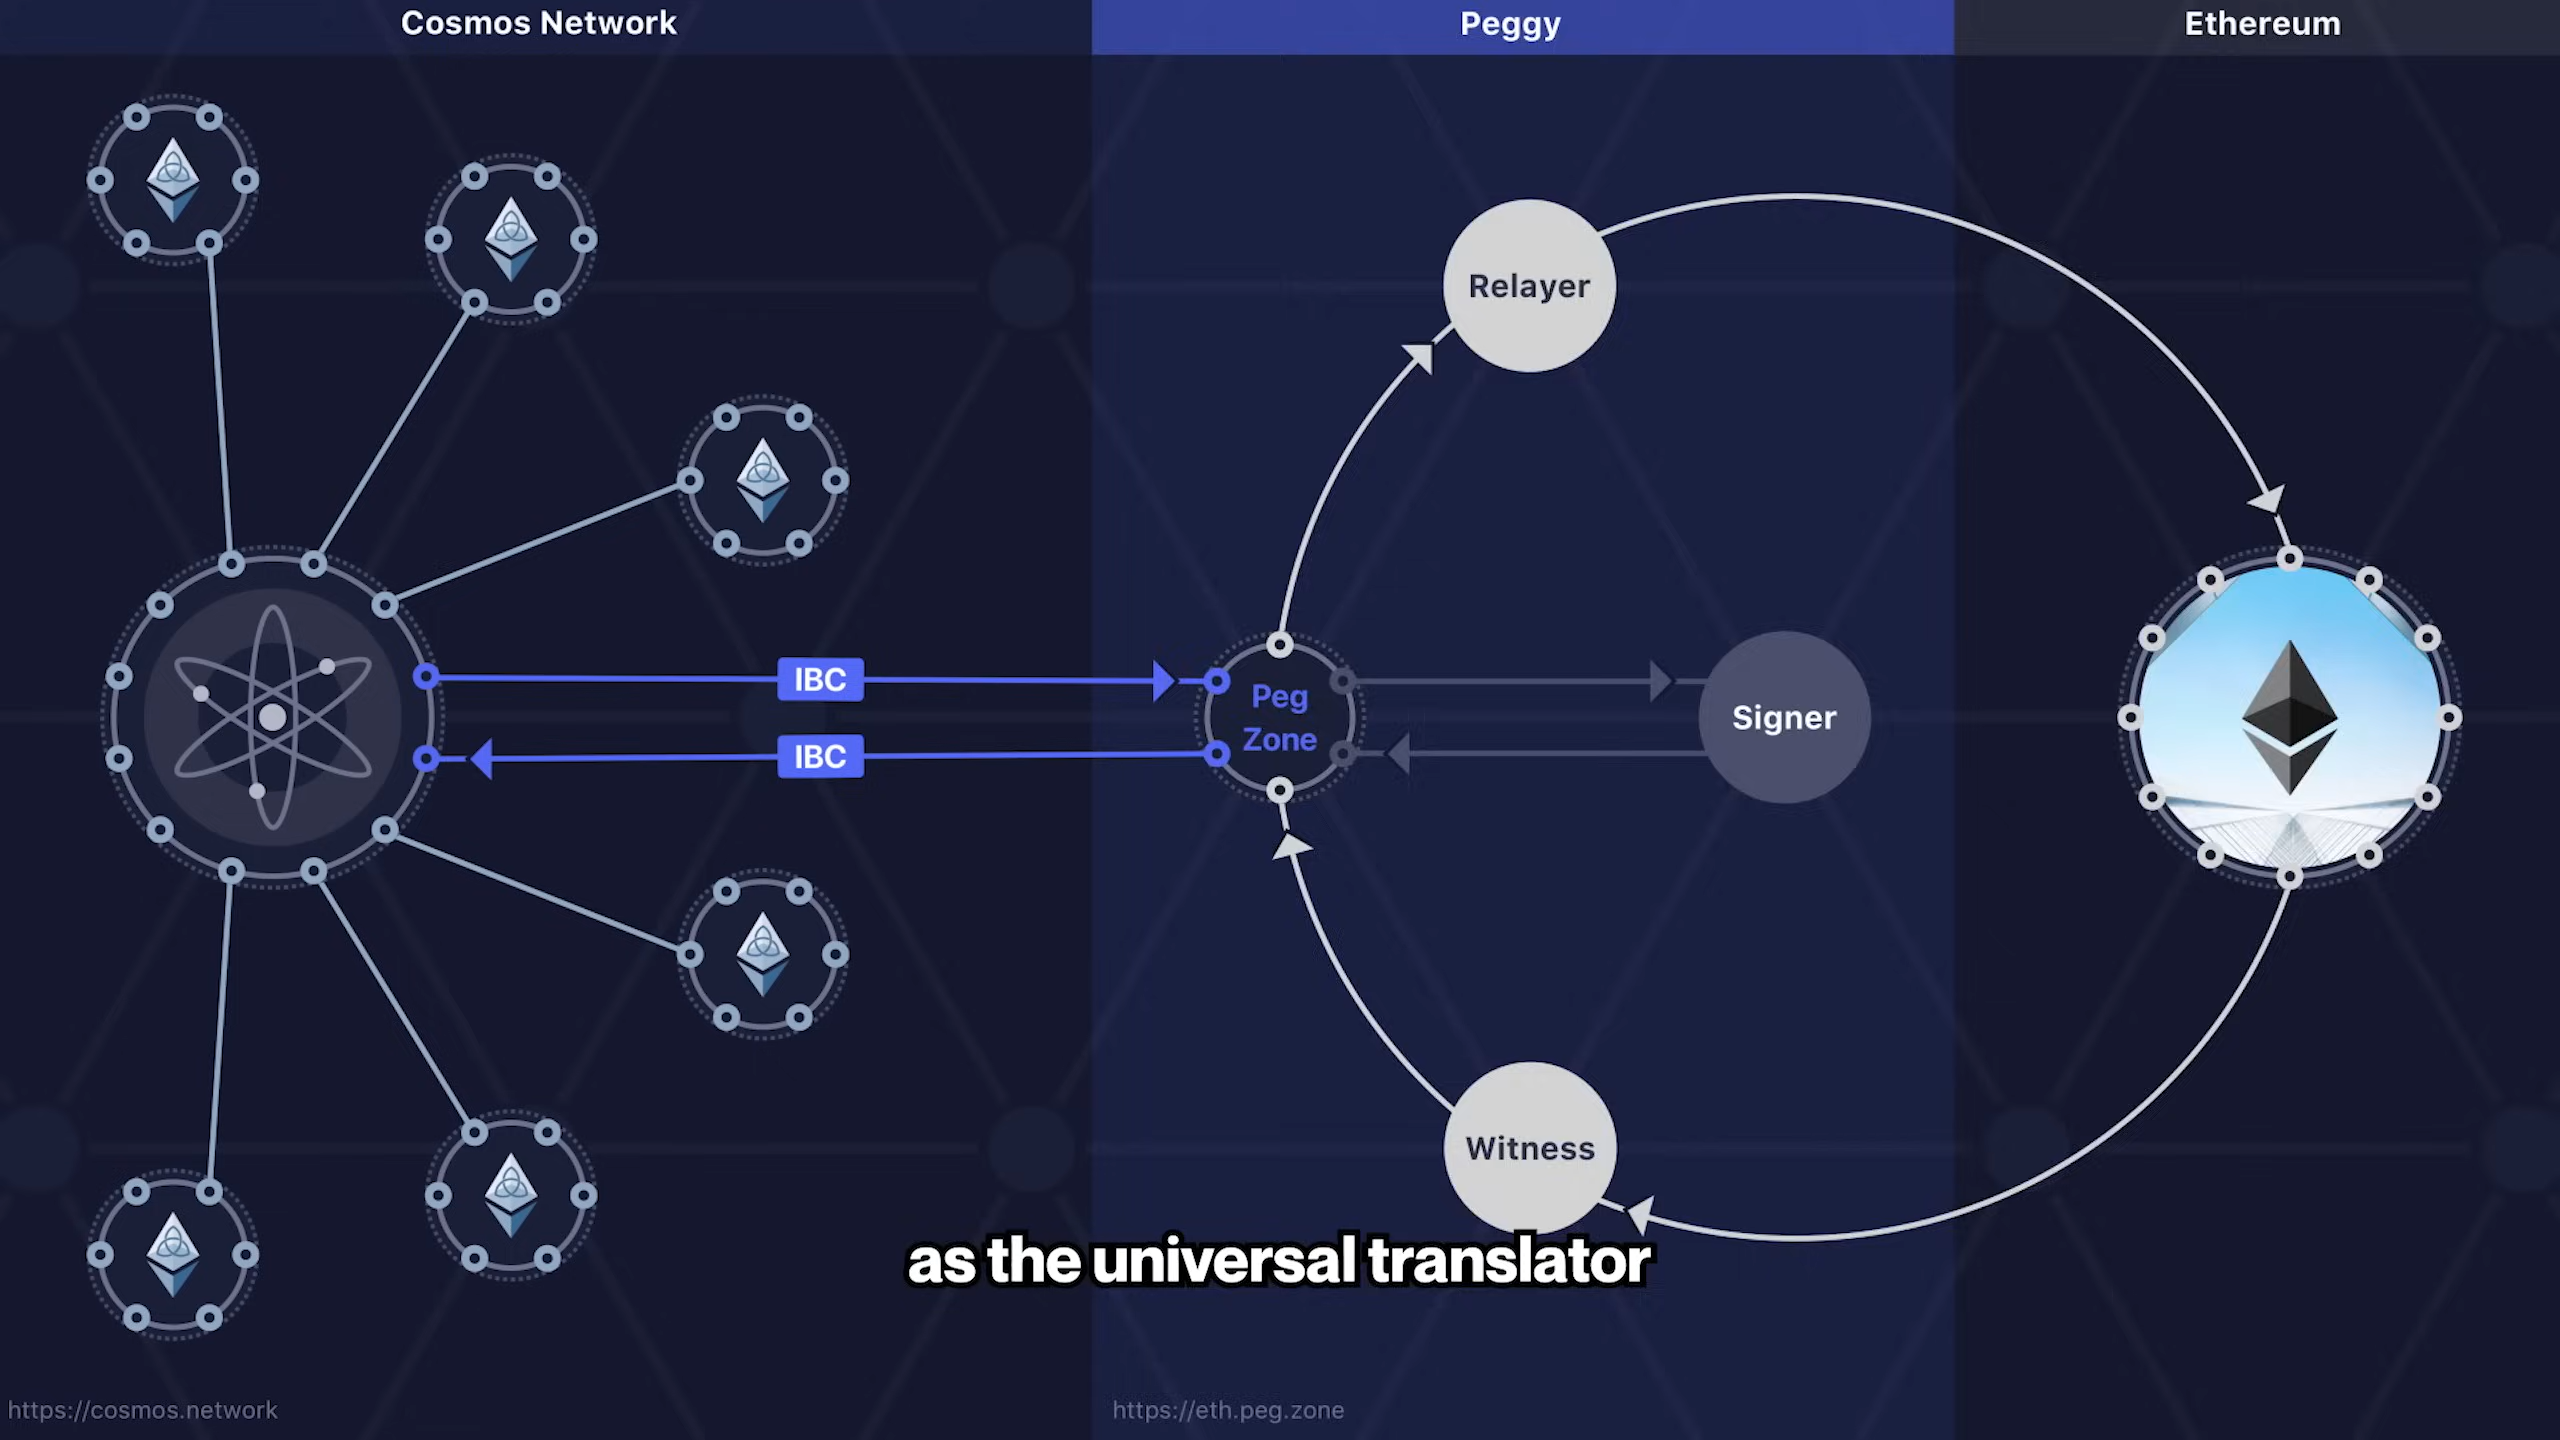 Cosmos Network
Peggy
Ethereum
Relayer
IBC
IBC
Peg
Zone
Signer
Witness
as the universal translator
https://cosmos.network
https://eth.peg.zone